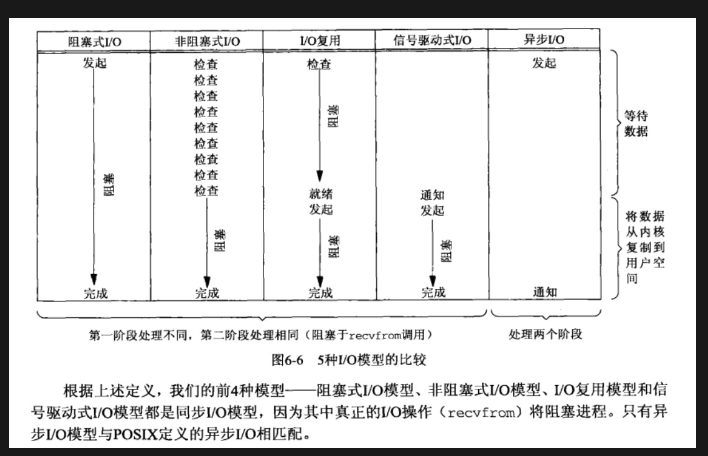 阻塞式I/O 非阻塞式I/O I/O复用 信号驱动式I/O 异步I/O
发起 检查 检查 发起
检查
检查
检查
检查
检查
检查
检查
检查
阻塞
阻塞
等待
数据
就绪 通知
发起 发起
阻塞
阻塞
阻塞
将数据
从内核
复制到
用户空
间
完成 完成 完成 完成 通知
第一阶段处理不同，第二阶段处理相同（阻塞于recvfrom调用） 处理两个阶段
图6-6 5种I/O模型的比较
根据上述定义，我们的前4种模型——阻塞式I/O模型、非阻塞式I/O模型、I/O复用模型和信
号驱动式I/O模型都是同步I/O模型，因为其中真正的I/O操作（recvfrom）将阻塞进程。只有异
步I/O模型与POSIX定义的异步I/O相匹配。